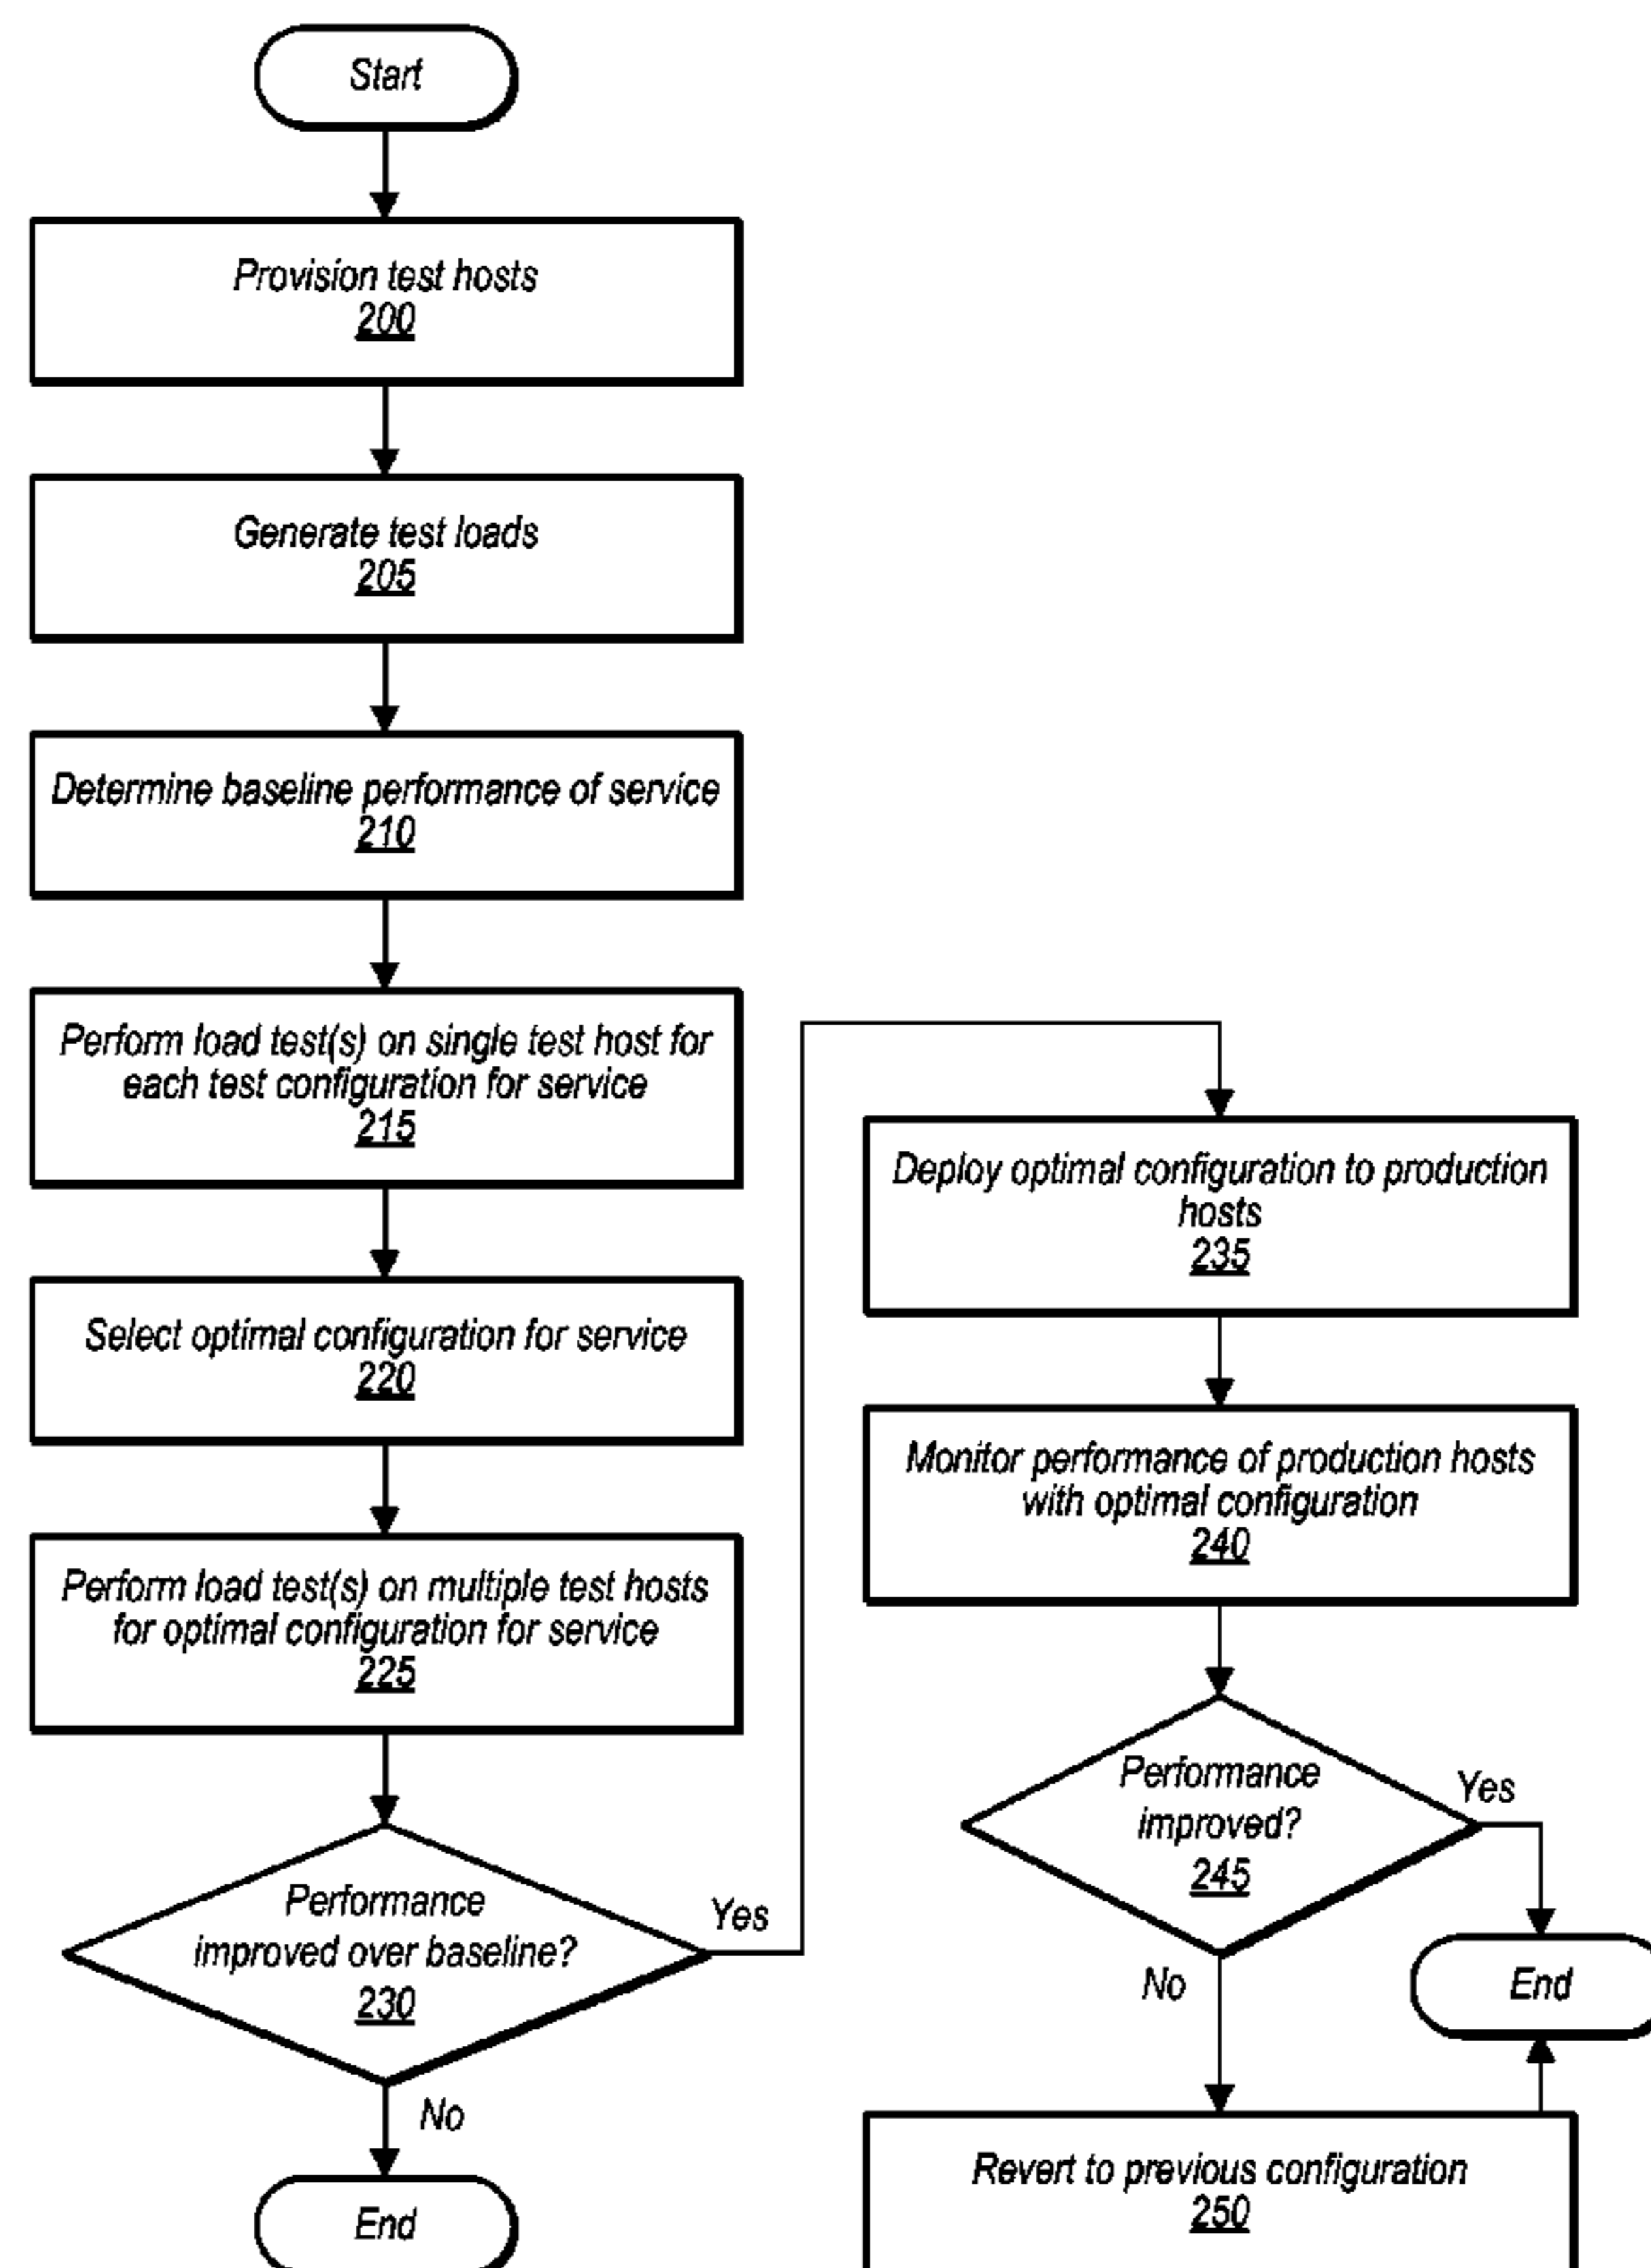 Start
Provision test hosts
200
Generate test loads
205
Determine baseline performance of service
210
Perform load test(s) on single test host for
each test configuration for service
215
Select optimal configuration for service
220
Perform load test(s) on multiple test hosts
for optimal configuration for service
225
Performance
improved over baseline?
230
Yes
No
End
Deploy optimal configuration to production
hosts
235
Monitor performance of production hosts
with optimal configuration
240
Performance
improved?
245
Yes
No
End
Revert to previous configuration
250